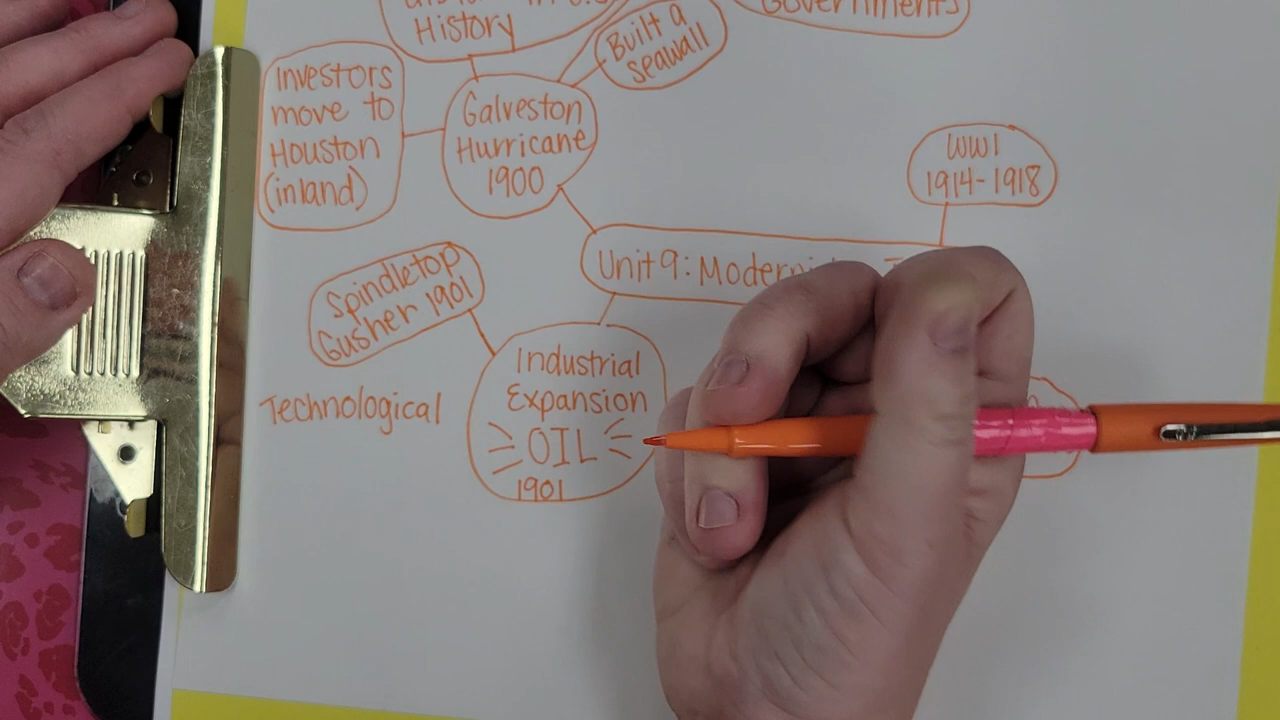 History
Built a
seawall
Governments
Investors
move to
Houston
(inland)
Galveston
Hurricane
1900
WW1
1914-1918
Unit 9:
Spindletop
Gusher 1901
Industrial
Expansion
OIL
1901
Technological